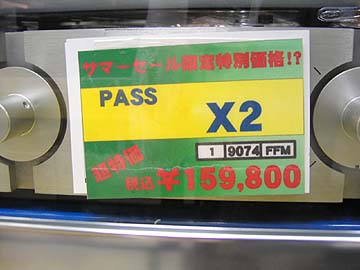 サマーセール限定特別価格!?
PASS
X2
1 9074 FFM
超特価
税込 ¥159,800